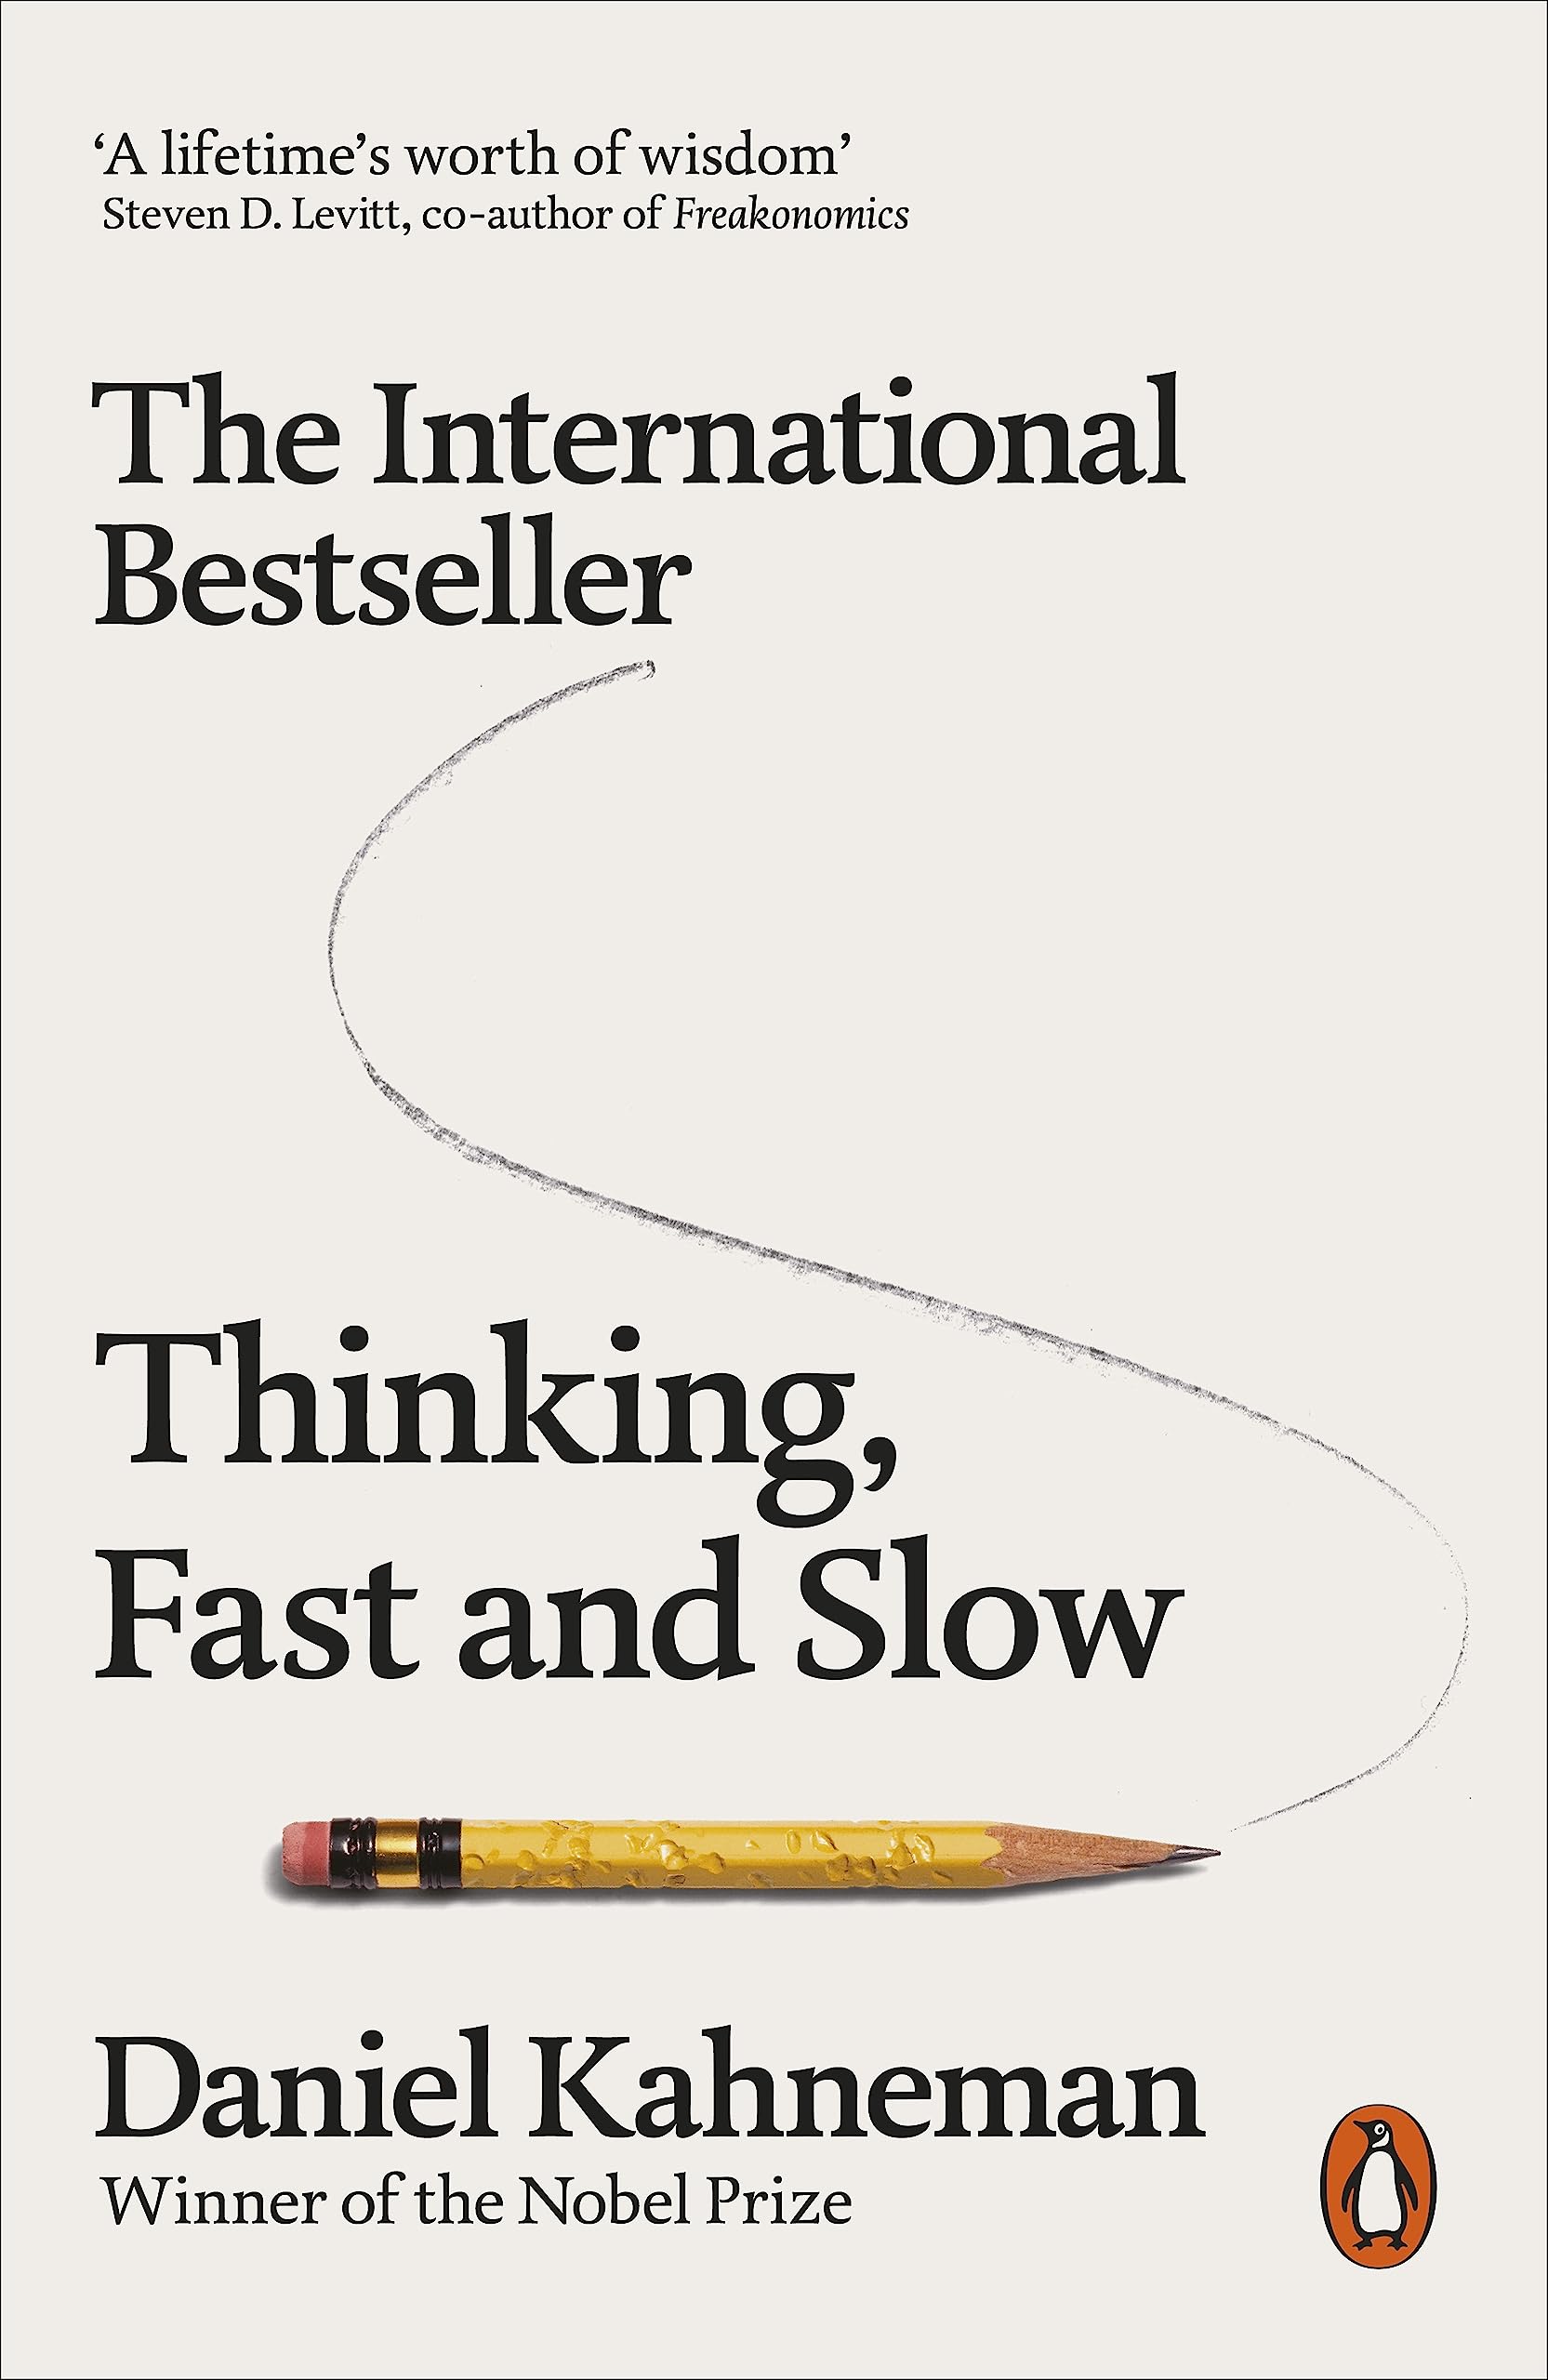 ‘A lifetime’s worth of wisdom’
Steven D. Levitt, co-author of Freakonomics
The International
Bestseller
Thinking,
Fast and Slow
Daniel Kahneman
Winner of the Nobel Prize